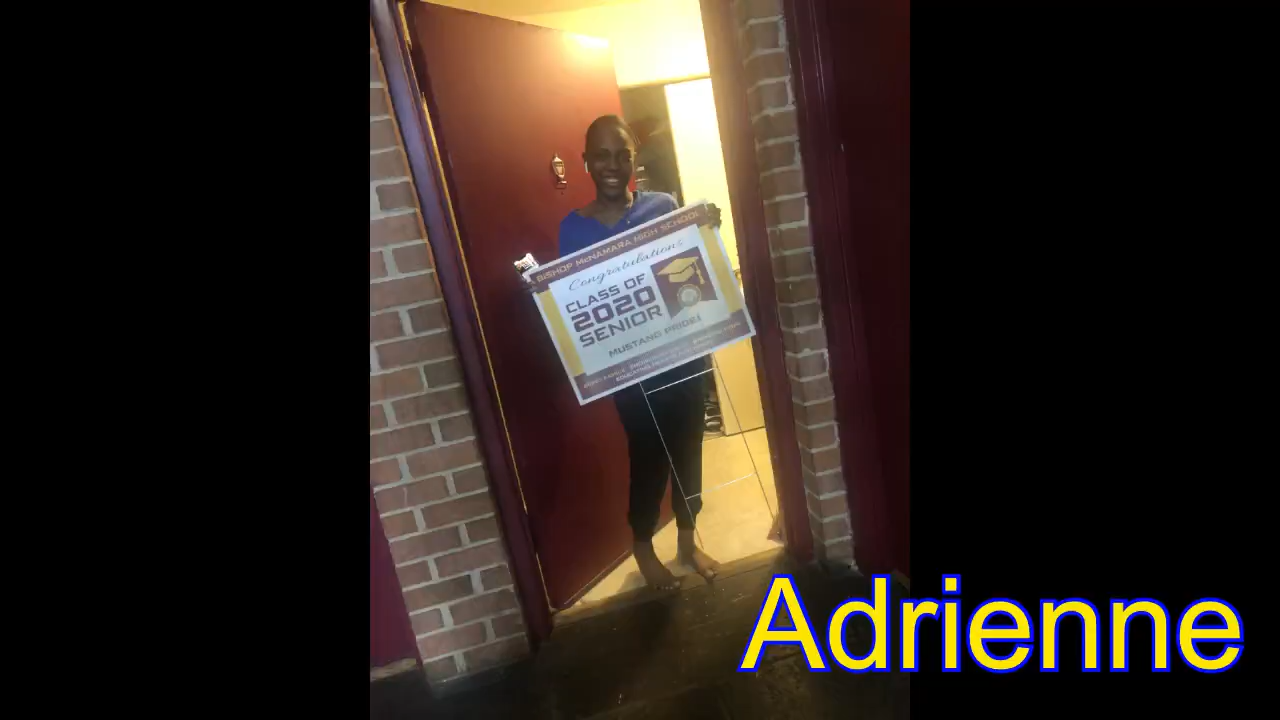 BISHOP McNAMARA HIGH SCHOOL
Congratulations
CLASS OF
2020
SENIOR
MUSTANG PRIDE!
Adrienne